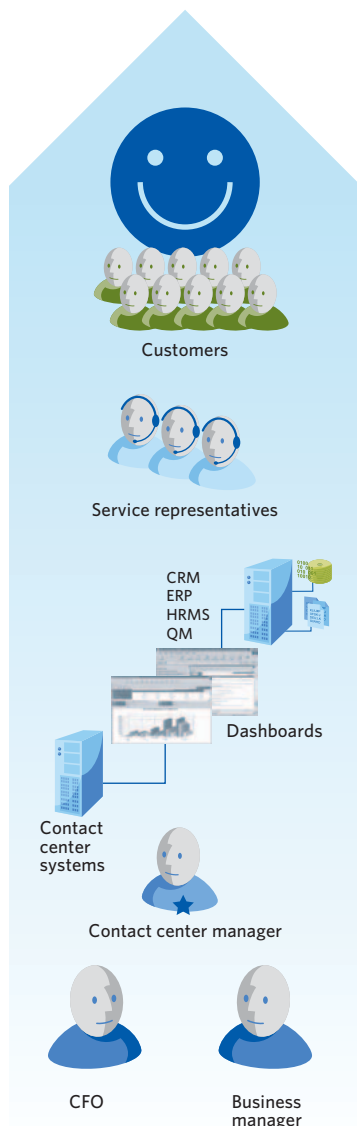 Customers
Service representatives
CRM
ERP
HRMS
QM
Dashboards
Contact
center
systems
Contact center manager
CFO
Business
manager